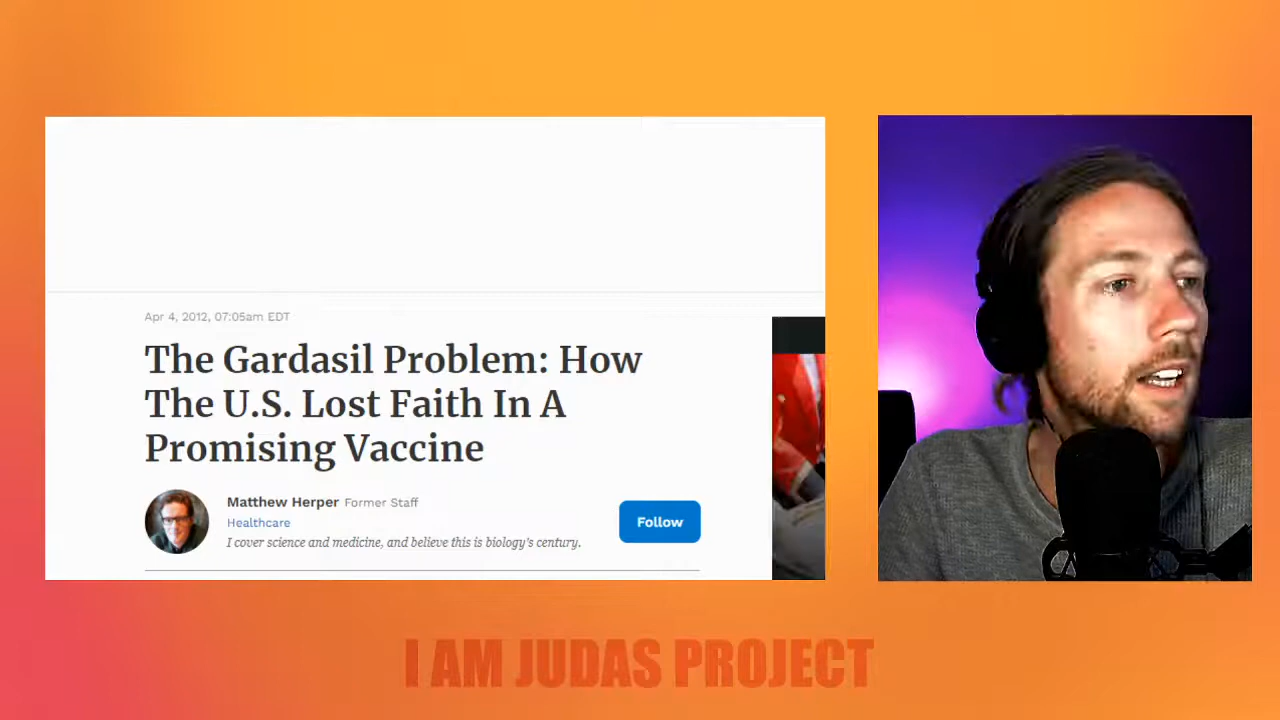 Apr 4, 2012, 07:05am EDT
The Gardasil Problem: How
The U.S. Lost Faith In A
Promising Vaccine
Matthew Herper Former Staff
Healthcare
I cover science and medicine, and believe this is biology's century.
Follow
I AM JUDAS PROJECT